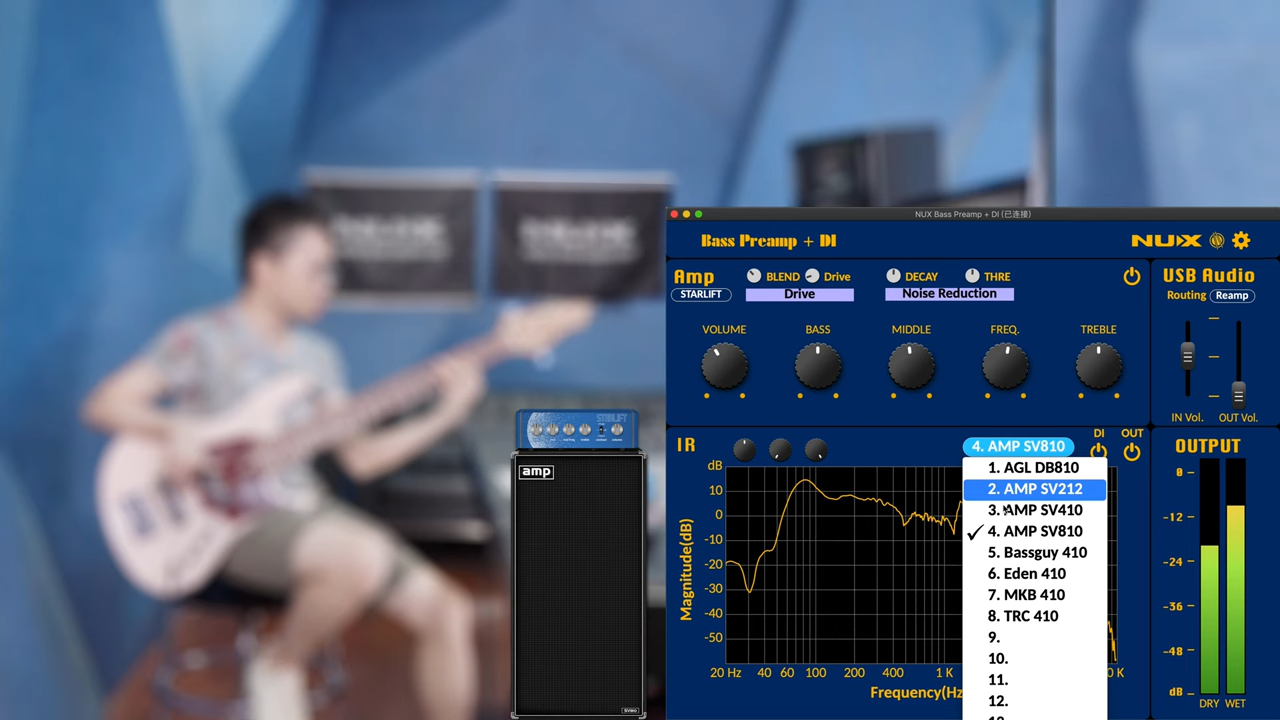 NUX Bass Preamp + DI (已连接)
Bass Preamp + DI
NUX
Amp
BLEND
Drive
DECAY
THRE
STARLIFT
Drive
Noise Reduction
VOLUME
BASS
MIDDLE
FREQ.
TREBLE
USB Audio
Routing
Reamp
IN Vol.
OUT Vol.
IR
4. AMP SV810
DI
OUT
1. AGL DB810
2. AMP SV212
3. AMP SV410
4. AMP SV810
5. Bassguy 410
6. Eden 410
7. MKB 410
8. TRC 410
9.
10.
11.
12.
dB
10
0
-10
-20
-30
-40
-50
Magnitude(dB)
20 Hz
40
60
100
200
400
1 K
Frequency(Hz
OUTPUT
0
-12
-24
-36
-48
dB
DRY
WET
STARLIFT
amp